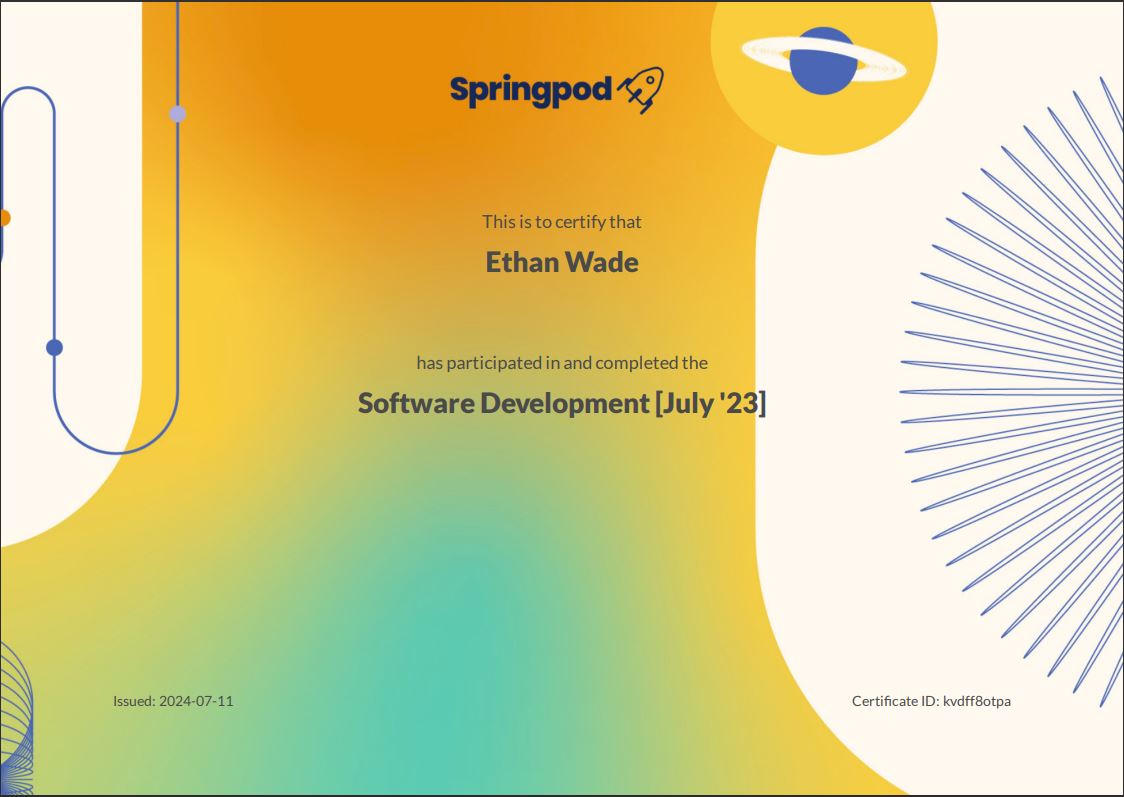 Springpod
This is to certify that
Ethan Wade
has participated in and completed the
Software Development [July '23]
Issued: 2024-07-11
Certificate ID: kvdff8otpa